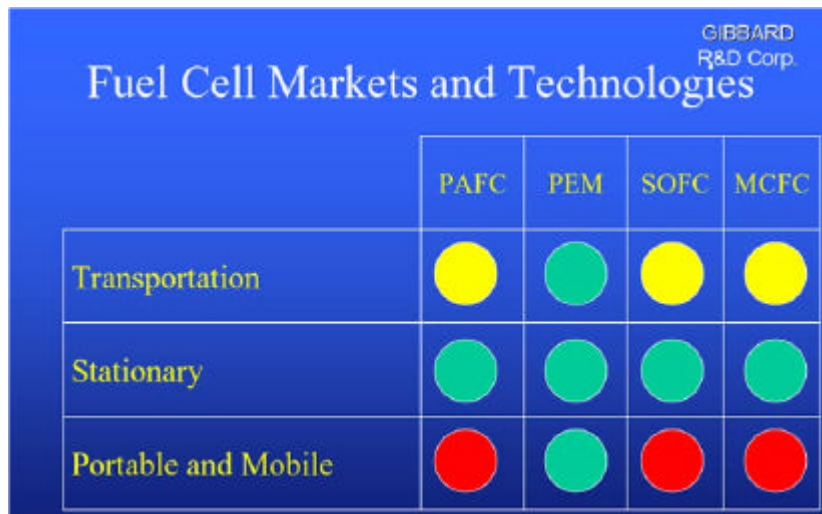 GIBBARD
R&D Corp.
Fuel Cell Markets and Technologies
PAFC PEM SOFC MCFC
Transportation
Stationary
Portable and Mobile